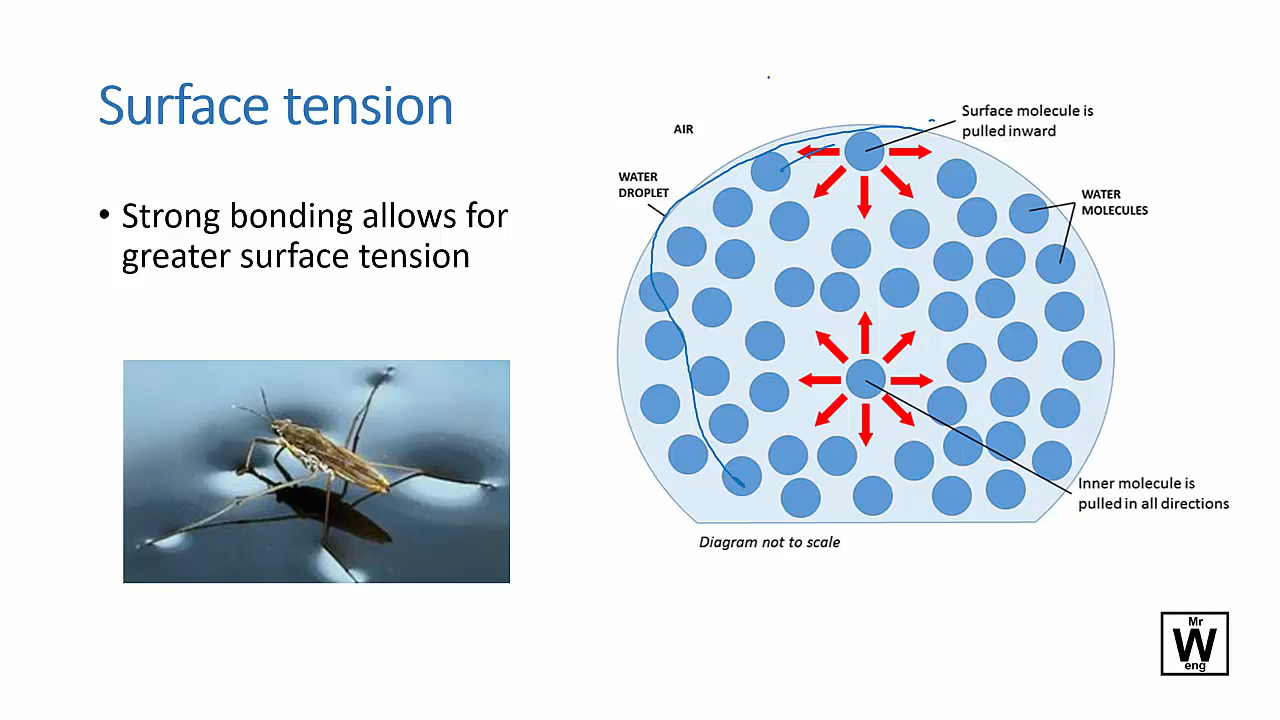 Surface tension
• Strong bonding allows for
greater surface tension
AIR
WATER
DROPLET
Surface molecule is
pulled inward
WATER
MOLECULES
Inner molecule is
pulled in all directions
Diagram not to scale
Mr
W
eng